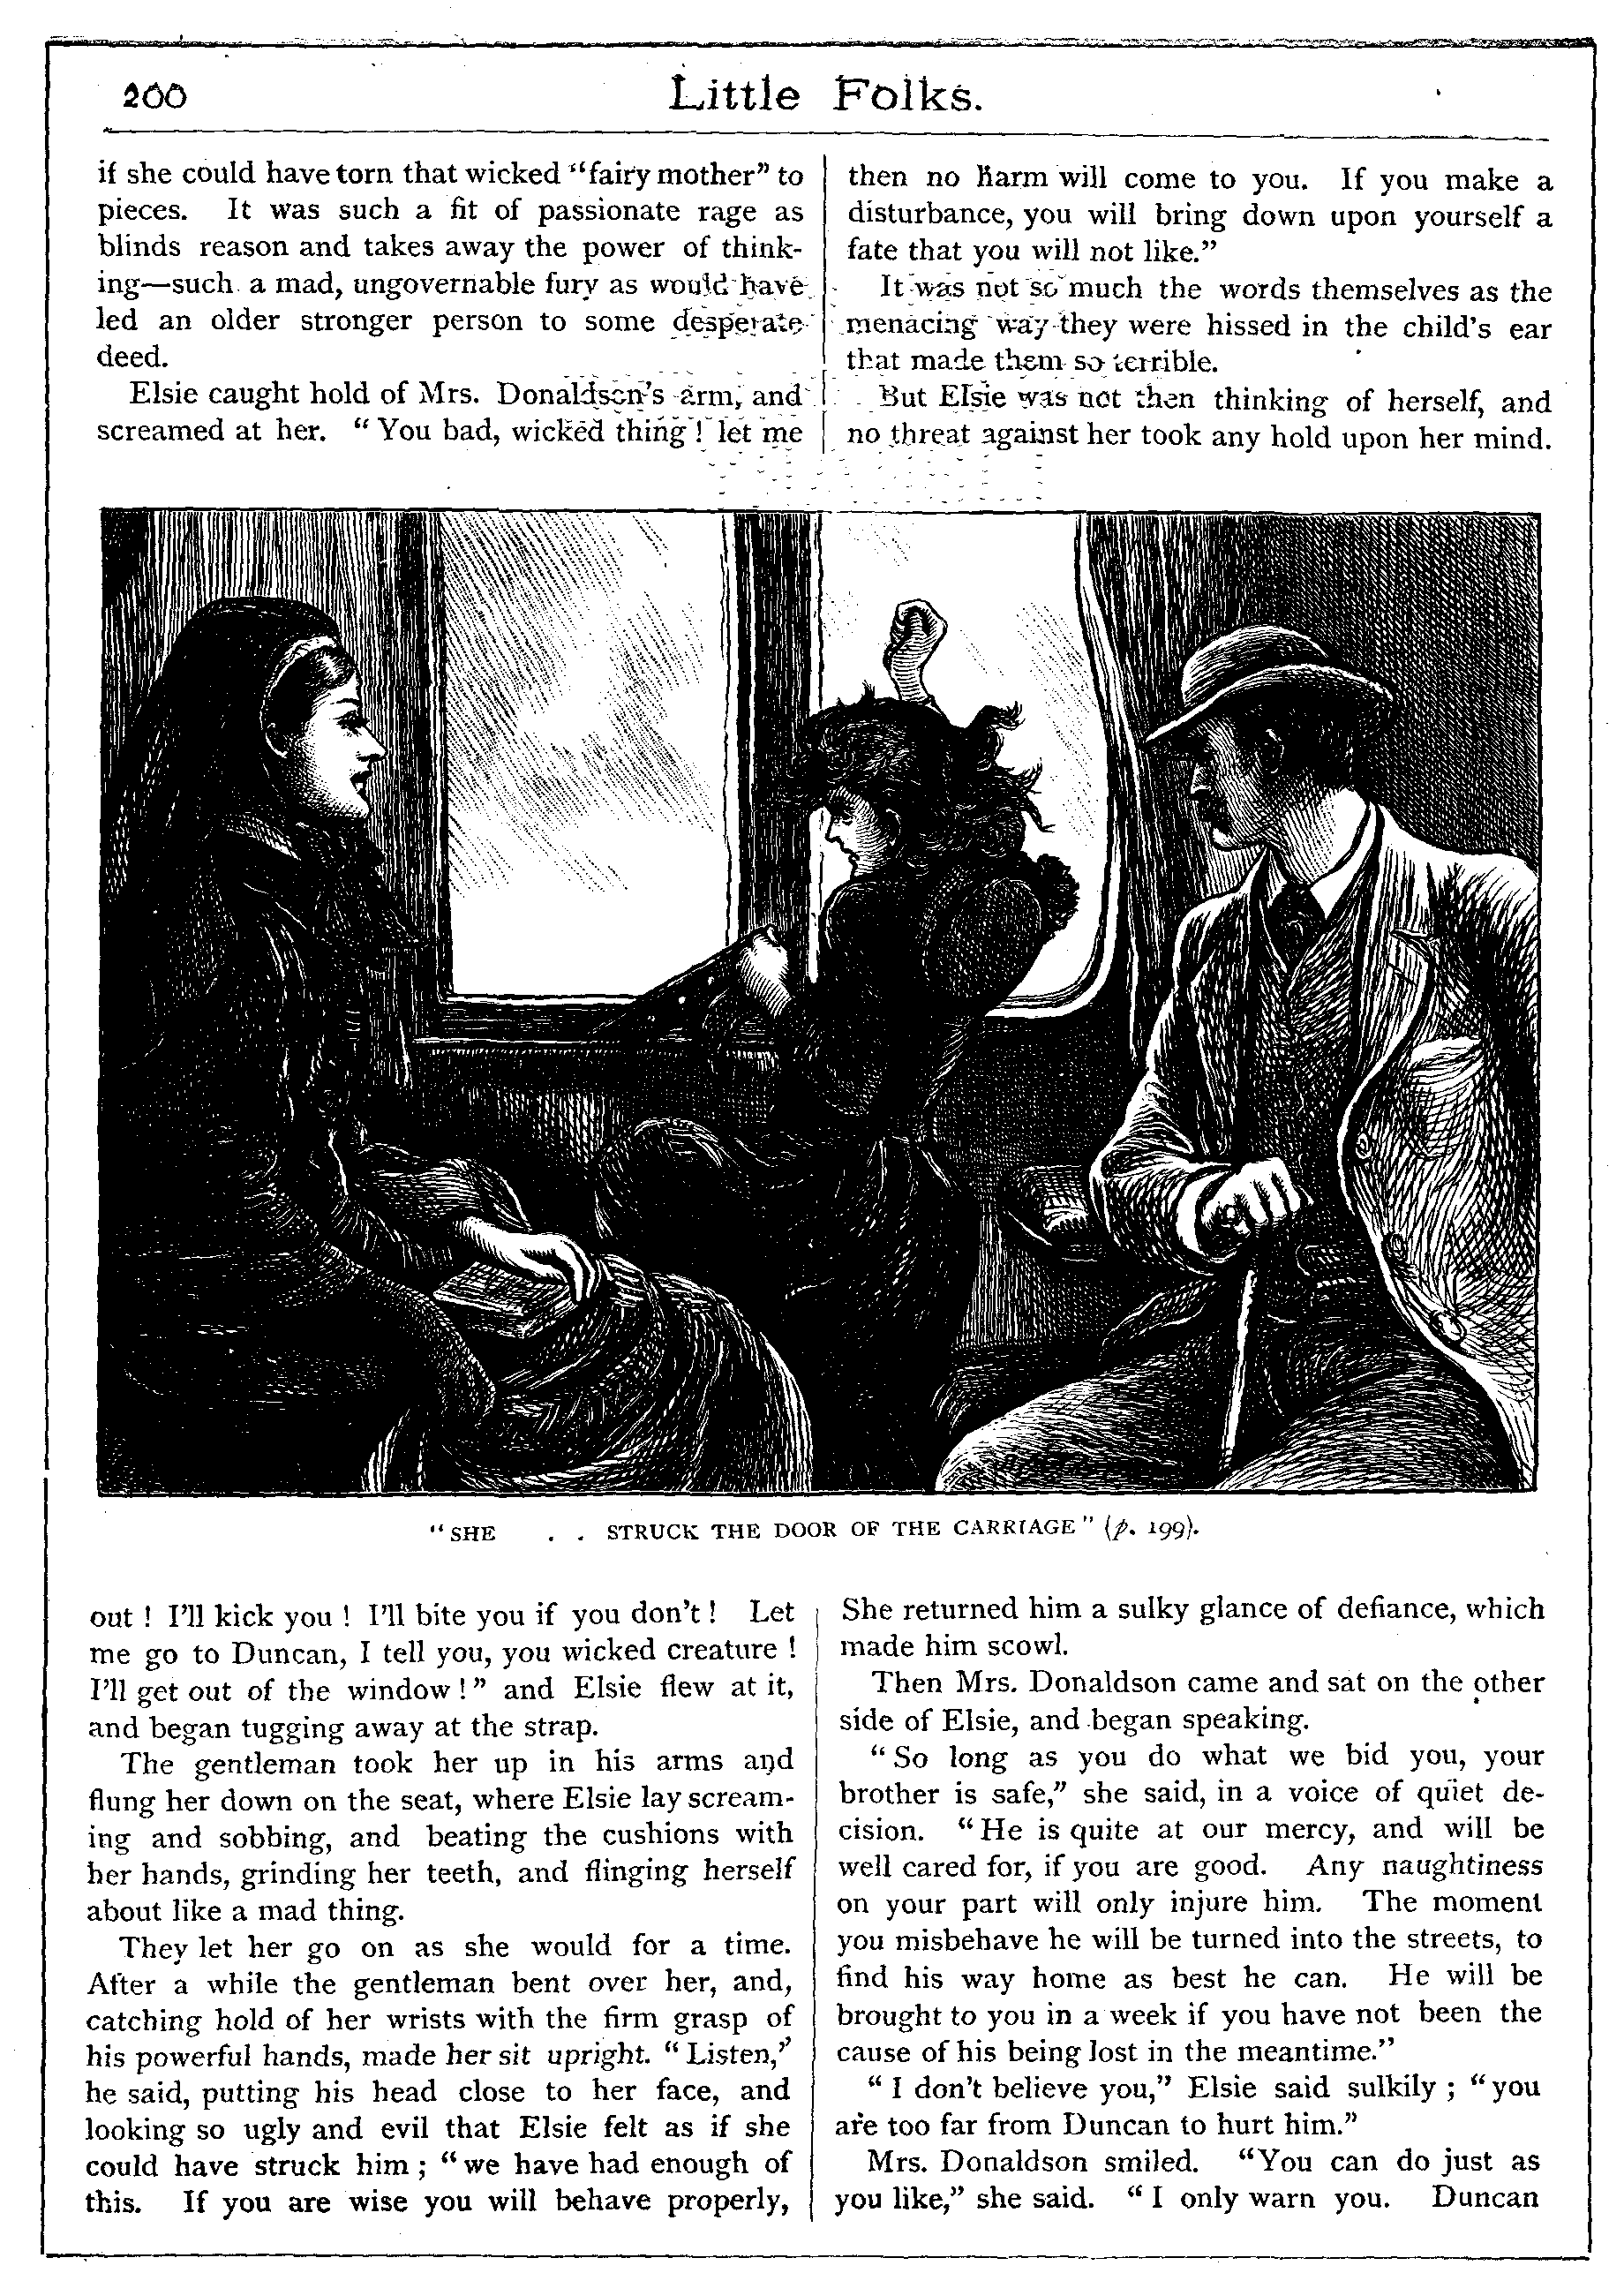 200
Little Folks.
if she could have torn that wicked "fairy mother" to
pieces. It was such a fit of passionate rage as
blinds reason and takes away the power of think-
ing—such a mad, ungovernable fury as would have
led an older stronger person to some desperate
deed.
Elsie caught hold of Mrs. Donaldson's arm, and
screamed at her. "You bad, wicked thing! let me
then no harm will come to you. If you make a
disturbance, you will bring down upon yourself a
fate that you will not like."
It was not so much the words themselves as the
menacing way they were hissed in the child's ear
that made them so terrible.
But Elsie was not then thinking of herself, and
no threat against her took any hold upon her mind.
"SHE . . STRUCK THE DOOR OF THE CARRIAGE" (p. 199).
out! I'll kick you! I'll bite you if you don't! Let
me go to Duncan, I tell you, you wicked creature!
I'll get out of the window!" and Elsie flew at it,
and began tugging away at the strap.
The gentleman took her up in his arms and
flung her down on the seat, where Elsie lay scream-
ing and sobbing, and beating the cushions with
her hands, grinding her teeth, and flinging herself
about like a mad thing.
They let her go on as she would for a time.
After a while the gentleman bent over her, and,
catching hold of her wrists with the firm grasp of
his powerful hands, made her sit upright. "Listen,"
he said, putting his head close to her face, and
looking so ugly and evil that Elsie felt as if she
could have struck him; "we have had enough of
this. If you are wise you will behave properly,
She returned him a sulky glance of defiance, which
made him scowl.
Then Mrs. Donaldson came and sat on the other
side of Elsie, and began speaking.
"So long as you do what we bid you, your
brother is safe," she said, in a voice of quiet de-
cision. "He is quite at our mercy, and will be
well cared for, if you are good. Any naughtiness
on your part will only injure him. The moment
you misbehave he will be turned into the streets, to
find his way home as best he can. He will be
brought to you in a week if you have not been the
cause of his being lost in the meantime."
"I don't believe you," Elsie said sulkily; "you
are too far from Duncan to hurt him."
Mrs. Donaldson smiled. "You can do just as
you like," she said. "I only warn you. Duncan